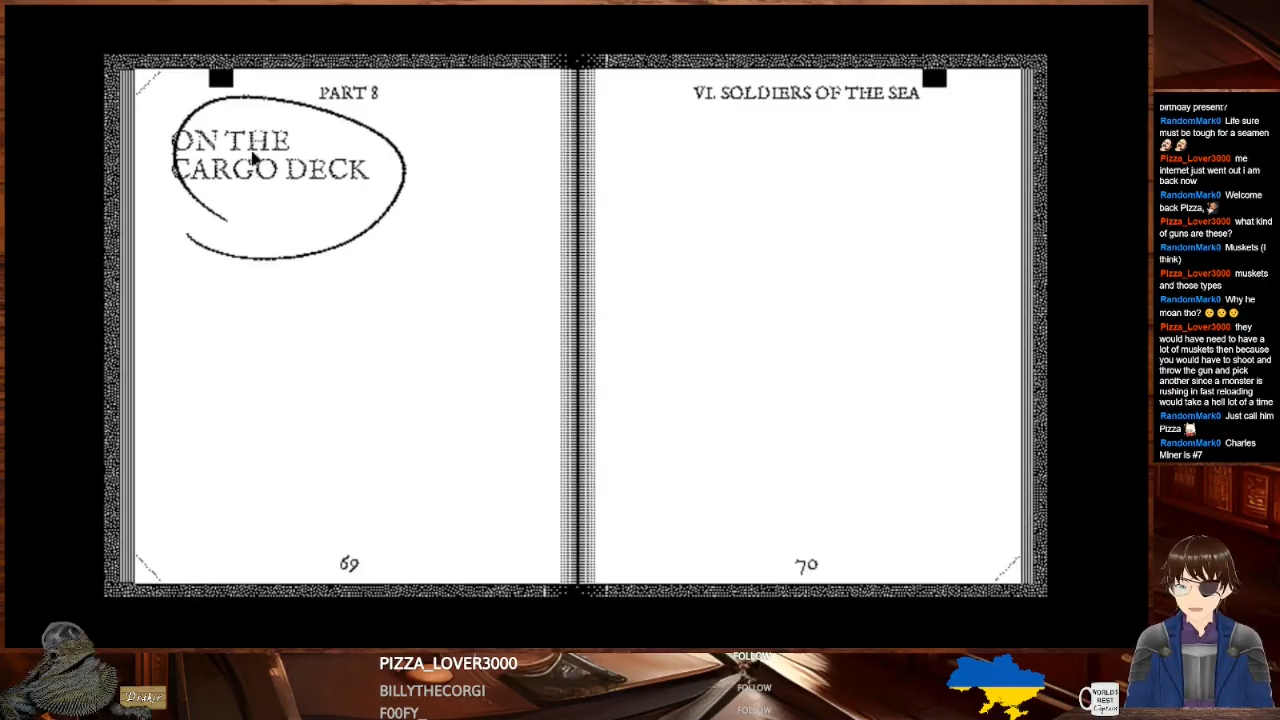 PART 8
VI. SOLDIERS OF THE SEA
ON THE
CARGO DECK
69
70
birthday present?
RandomMark0 Life sure
must be tough for a seamen
Pizza_Lover3000 me
internet just went out i am
back now
RandomMark0 Welcome
back Pizza,
Pizza_Lover3000 what kind
of guns are these?
RandomMark0 Muskets (I
think)
Pizza_Lover3000 muskets
and those types
RandomMark0 Why he
moan tho?
Pizza_Lover3000 they
would have need to have a
lot of muskets then because
you would have to shoot and
throw the gun and pick
another since a monster is
rushing in fast reloading
would take a hell lot of a time
RandomMark0 Just call him
Pizza
RandomMark0 Charles
Miner is #7
Drake
PIZZA_LOVER3000
BILLYTHECORGI
F00FY_
FOLLOW
FOLLOW
FOLLOW
WORLD'S
BEST
Captain